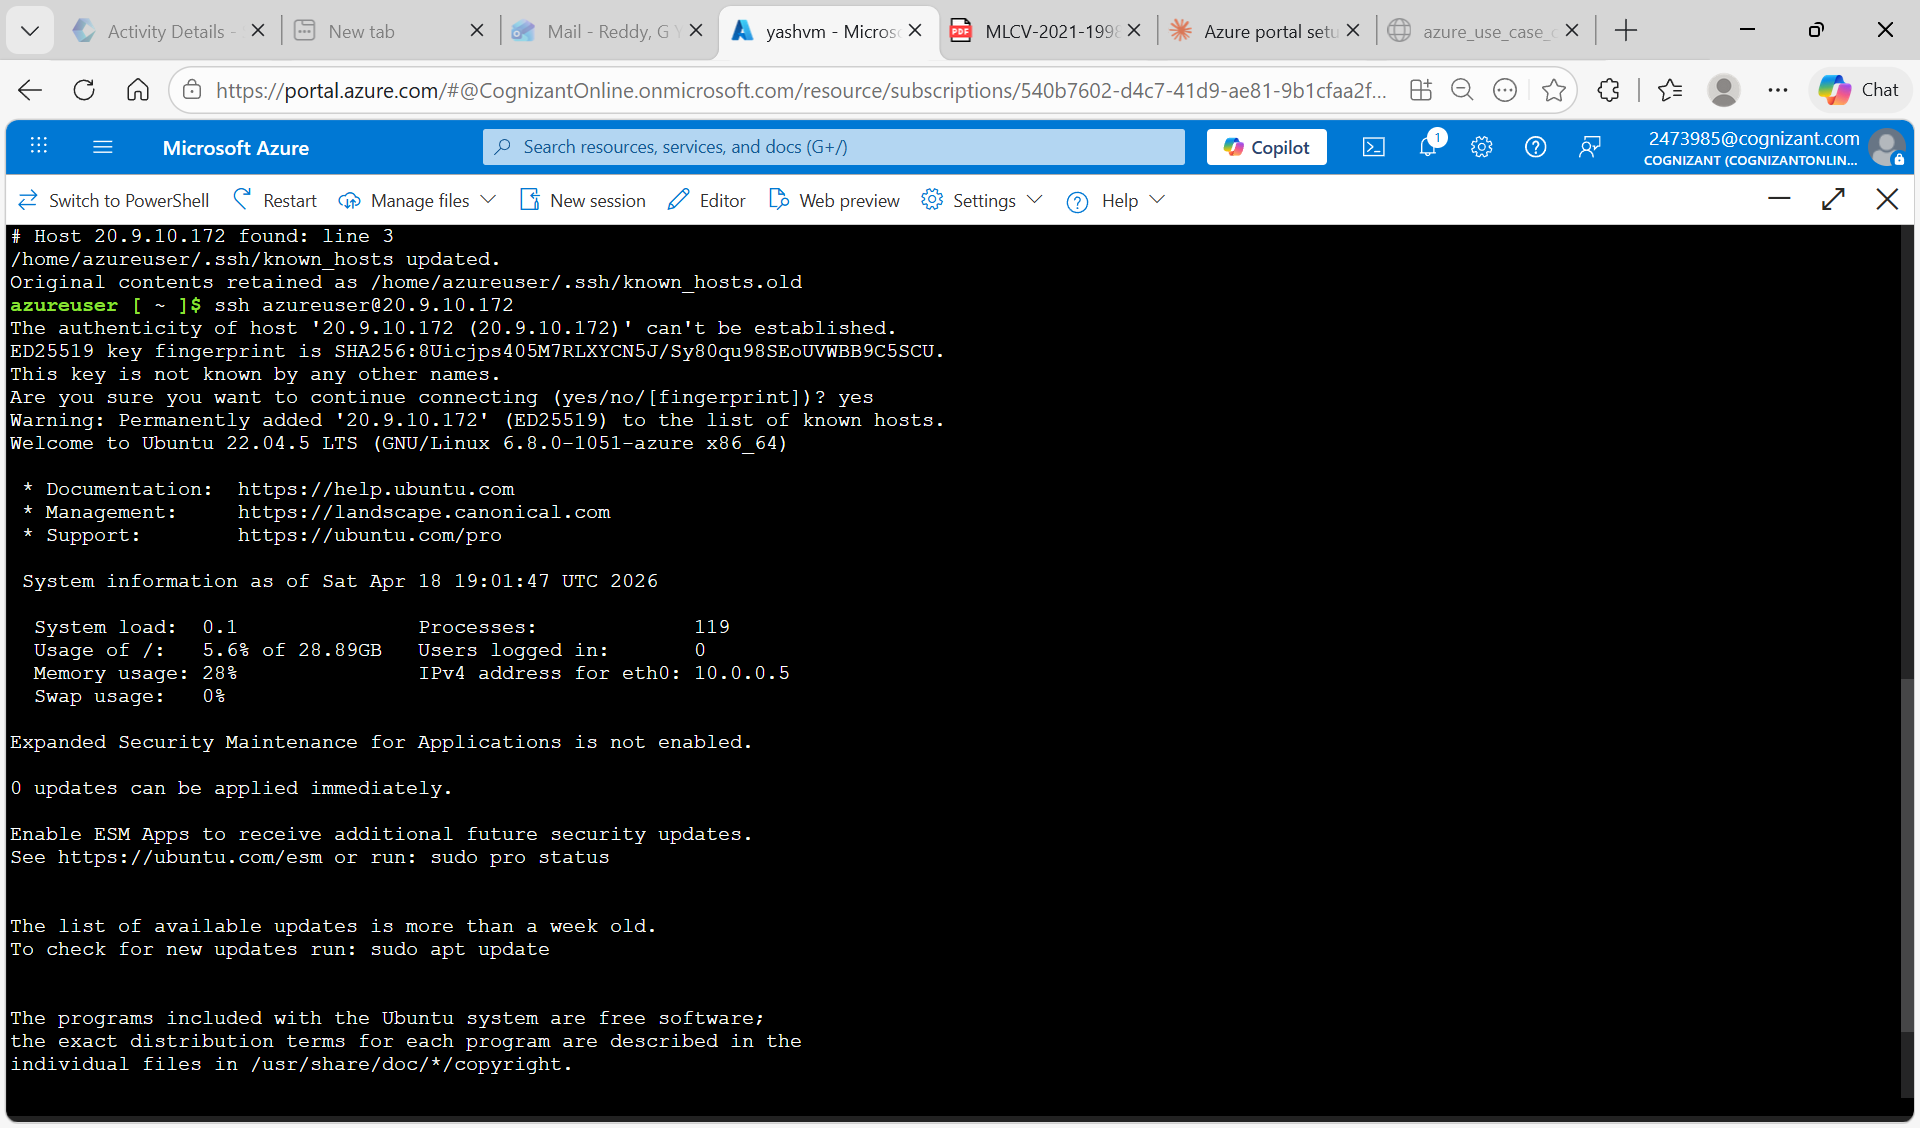 Activity Details -
New tab
Mail - Reddy, G Y
yashvm - Micros
MLCV-2021-1998
Azure portal setu
azure_use_case_
https://portal.azure.com/#@CognizantOnline.onmicrosoft.com/resource/subscriptions/540b7602-d4c7-41d9-ae81-9b1cfaa2f...
Chat
Microsoft Azure
Search resources, services, and docs (G+/)
Copilot
1
2473985@cognizant.com
COGNIZANT (COGNIZANTONLIN...
Switch to PowerShell
Restart
Manage files
New session
Editor
Web preview
Settings
Help
# Host 20.9.10.172 found: line 3
/home/azureuser/.ssh/known_hosts updated.
Original contents retained as /home/azureuser/.ssh/known_hosts.old
azureuser [ ~ ]$ ssh azureuser@20.9.10.172
The authenticity of host '20.9.10.172 (20.9.10.172)' can't be established.
ED25519 key fingerprint is SHA256:8Uicjps405M7RLXYCN5J/Sy80qu98SEoUVWBB9C5SCU.
This key is not known by any other names.
Are you sure you want to continue connecting (yes/no/[fingerprint])? yes
Warning: Permanently added '20.9.10.172' (ED25519) to the list of known hosts.
Welcome to Ubuntu 22.04.5 LTS (GNU/Linux 6.8.0-1051-azure x86_64)
* Documentation:  https://help.ubuntu.com
* Management:     https://landscape.canonical.com
* Support:        https://ubuntu.com/pro
System information as of Sat Apr 18 19:01:47 UTC 2026
System load:  0.1               Processes:             119
Usage of /:   5.6% of 28.89GB   Users logged in:       0
Memory usage: 28%               IPv4 address for eth0: 10.0.0.5
Swap usage:   0%
Expanded Security Maintenance for Applications is not enabled.
0 updates can be applied immediately.
Enable ESM Apps to receive additional future security updates.
See https://ubuntu.com/esm or run: sudo pro status
The list of available updates is more than a week old.
To check for new updates run: sudo apt update
The programs included with the Ubuntu system are free software;
the exact distribution terms for each program are described in the
individual files in /usr/share/doc/*/copyright.